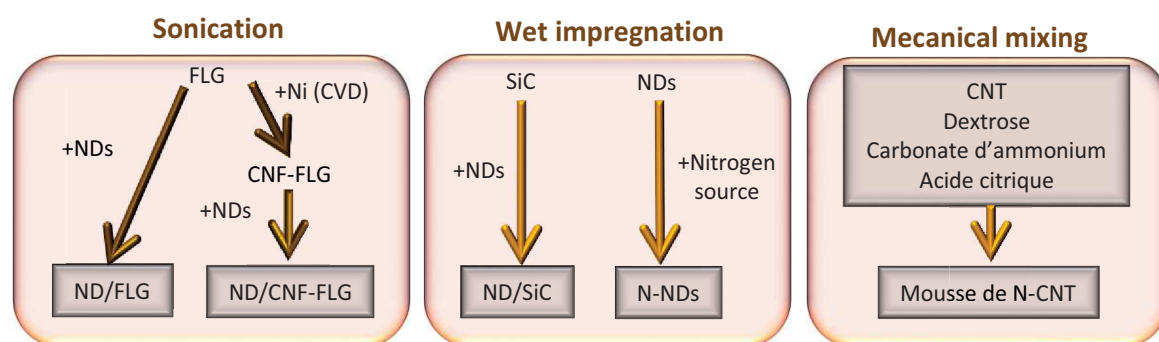 Sonication
FLG
+Ni (CVD)
+NDs
CNF-FLG
+NDs
ND/FLG
ND/CNF-FLG
Wet impregnation
SiC
NDs
+NDs
+Nitrogen
source
ND/SiC
N-NDs
Mecanical mixing
CNT
Dextrose
Carbonate d’ammonium
Acide citrique
Mousse de N-CNT